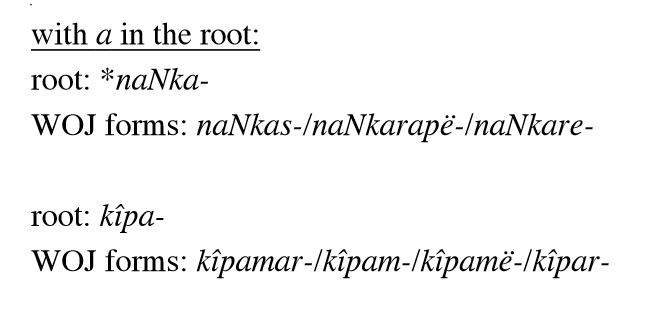 with a in the root:
root: *naNka-
WOJ forms: naNkas-/naNkarapë-/naNkare-
root: kîpa-
WOJ forms: kîpamar-/kîpam-/kîpamë-/kîpar-